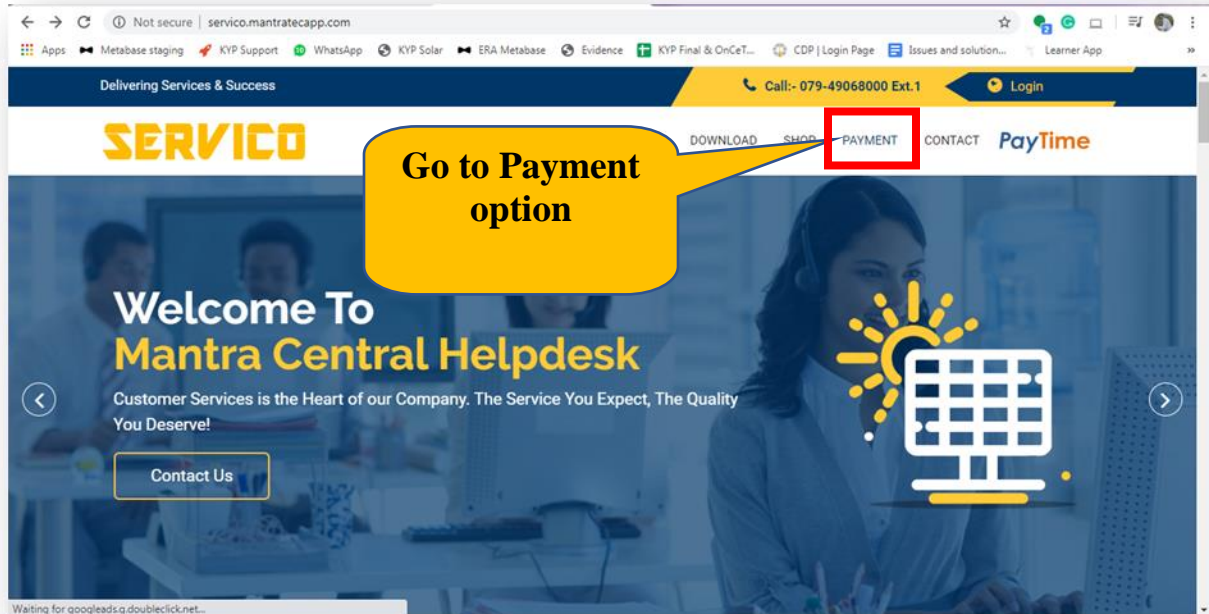 Not secure | servico.mantratecapp.com
Apps Metabase staging KYP Support WhatsApp KYP Solar ERA Metabase Evidence KYP Final & OnCeT... CDP | Login Page Issues and solution... Learner App »
Delivering Services & Success Call:- 079-49068000 Ext.1 Login
SERVICO DOWNLOAD SHOP PAYMENT CONTACT PayTime
Go to Payment
option
Welcome To
Mantra Central Helpdesk
Customer Services is the Heart of our Company. The Service You Expect, The Quality
You Deserve!
Contact Us
Waiting for googleads.g.doubleclick.net...